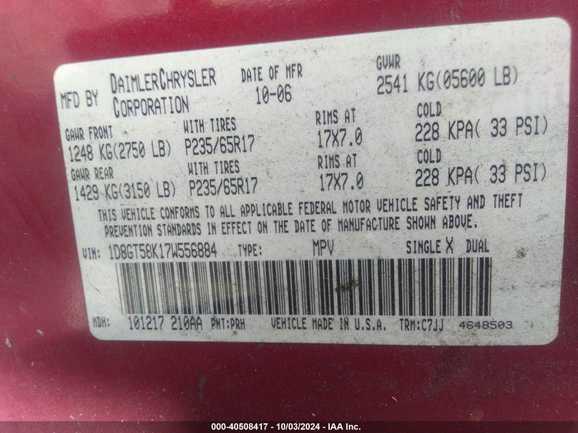 MFD BY DAIMLERCHRYSLER CORPORATION DATE OF MFR 10-06 GVWR 2541 KG(05600 LB)
GAWR FRONT WITH TIRES RIMS AT COLD
1248 KG(2750 LB) P235/65R17 17X7.0 228 KPA( 33 PSI)
GAWR REAR WITH TIRES RIMS AT COLD
1429 KG(3150 LB) P235/65R17 17X7.0 228 KPA( 33 PSI)
THIS VEHICLE CONFORMS TO ALL APPLICABLE FEDERAL MOTOR VEHICLE SAFETY AND THEFT
PREVENTION STANDARDS IN EFFECT ON THE DATE OF MANUFACTURE SHOWN ABOVE.
VIN: 1D8GT58K17W556884 TYPE: MPV SINGLE X DUAL
MDH: 101217 210AA PNT:PRH VEHICLE MADE IN U.S.A. TRM:C7JJ 4648503
000-40508417 - 10/03/2024 - IAA Inc.